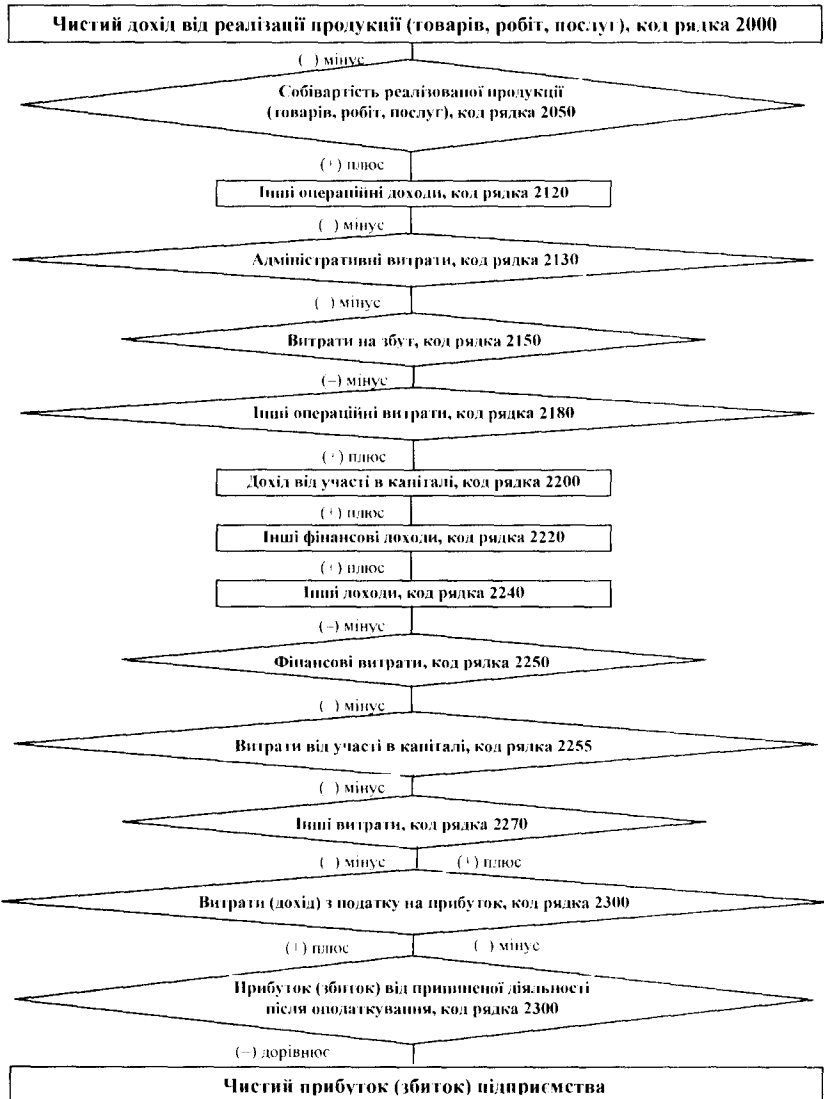 Чистий дохід від реалізації продукції (товарів, робіт, послуг), код рядка 2000
( ) мінус
Собівартість реалізованої продукції
(товарів, робіт, послуг), код рядка 2050
(+) плюс
Інші операційні доходи, код рядка 2120
( ) мінус
Адміністративні витрати, код рядка 2130
( ) мінус
Витрати на збут, код рядка 2150
(−) мінус
Інші операційні витрати, код рядка 2180
(+) плюс
Дохід від участі в капіталі, код рядка 2200
(+) плюс
Інші фінансові доходи, код рядка 2220
(+) плюс
Інші доходи, код рядка 2240
(−) мінус
Фінансові витрати, код рядка 2250
( ) мінус
Витрати від участі в капіталі, код рядка 2255
( ) мінус
Інші витрати, код рядка 2270
( ) мінус (+) плюс
Витрати (дохід) з податку на прибуток, код рядка 2300
(+) плюс ( ) мінус
Прибуток (збиток) від припиненої діяльності
після оподаткування, код рядка 2300
(−) дорівнює
Чистий прибуток (збиток) підприємства